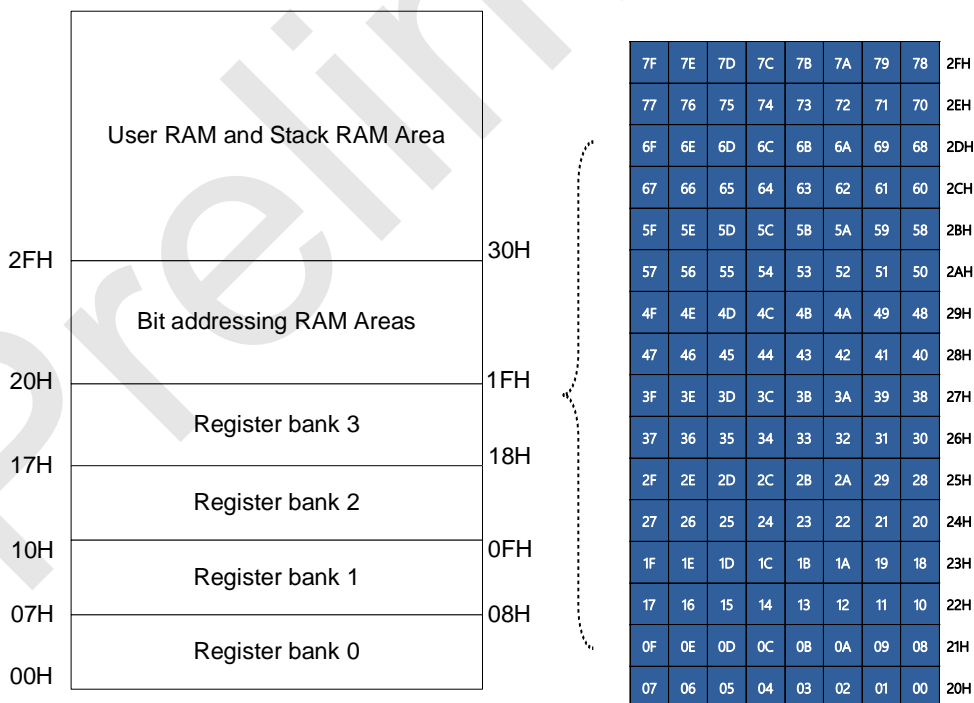 Prelim
User RAM and Stack RAM Area
2FH 30H
Bit addressing RAM Areas
20H 1FH
Register bank 3
17H 18H
Register bank 2
10H 0FH
Register bank 1
07H 08H
Register bank 0
00H
7F 7E 7D 7C 7B 7A 79 78 2FH
77 76 75 74 73 72 71 70 2EH
6F 6E 6D 6C 6B 6A 69 68 2DH
67 66 65 64 63 62 61 60 2CH
5F 5E 5D 5C 5B 5A 59 58 2BH
57 56 55 54 53 52 51 50 2AH
4F 4E 4D 4C 4B 4A 49 48 29H
47 46 45 44 43 42 41 40 28H
3F 3E 3D 3C 3B 3A 39 38 27H
37 36 35 34 33 32 31 30 26H
2F 2E 2D 2C 2B 2A 29 28 25H
27 26 25 24 23 22 21 20 24H
1F 1E 1D 1C 1B 1A 19 18 23H
17 16 15 14 13 12 11 10 22H
0F 0E 0D 0C 0B 0A 09 08 21H
07 06 05 04 03 02 01 00 20H